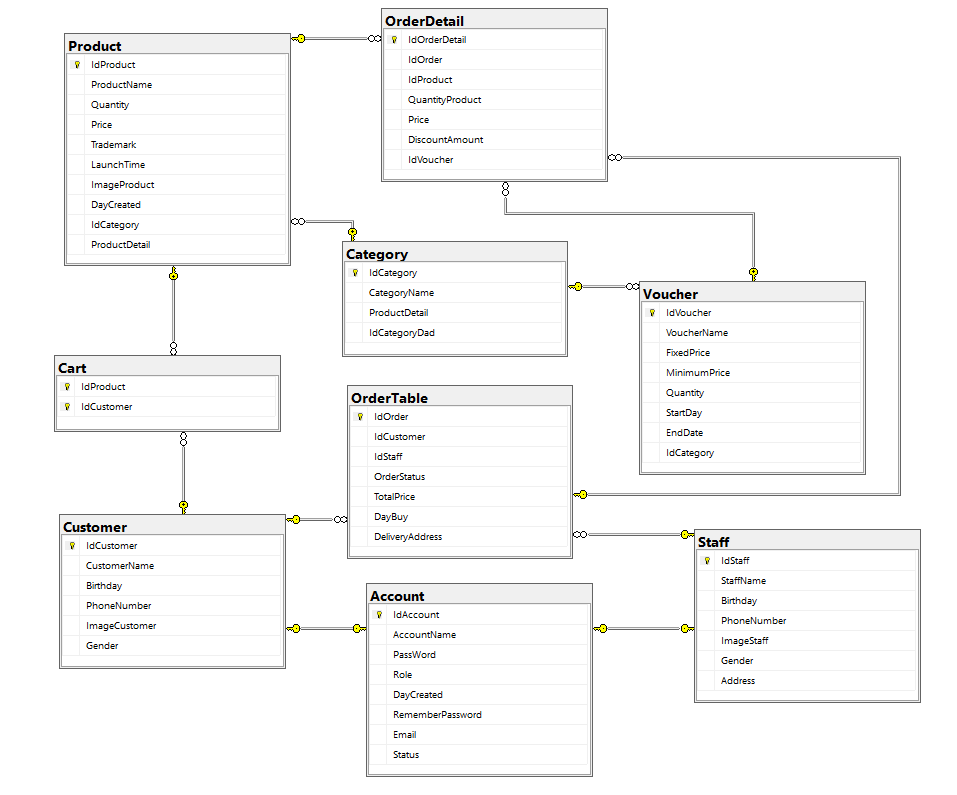 OrderDetail
IdOrderDetail
IdOrder
IdProduct
QuantityProduct
Price
DiscountAmount
IdVoucher
Product
IdProduct
ProductName
Quantity
Price
Trademark
LaunchTime
ImageProduct
DayCreated
IdCategory
ProductDetail
Category
IdCategory
CategoryName
ProductDetail
IdCategoryDad
Voucher
IdVoucher
VoucherName
FixedPrice
MinimumPrice
Quantity
StartDay
EndDate
IdCategory
Cart
IdProduct
IdCustomer
OrderTable
IdOrder
IdCustomer
IdStaff
OrderStatus
TotalPrice
DayBuy
DeliveryAddress
Customer
IdCustomer
CustomerName
Birthday
PhoneNumber
ImageCustomer
Gender
Staff
IdStaff
StaffName
Birthday
PhoneNumber
ImageStaff
Gender
Address
Account
IdAccount
AccountName
PassWord
Role
DayCreated
RememberPassword
Email
Status